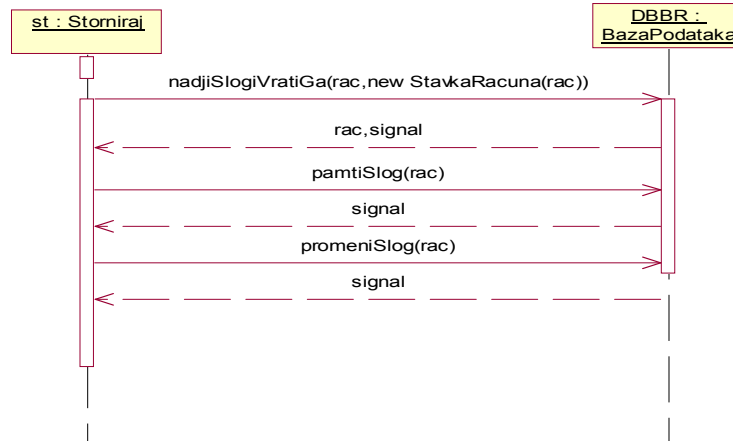 st : Storniraj
DBBR :
BazaPodataka
nadjiSlogiVratiGa(rac,new StavkaRacuna(rac))
rac,signal
pamtiSlog(rac)
signal
promeniSlog(rac)
signal